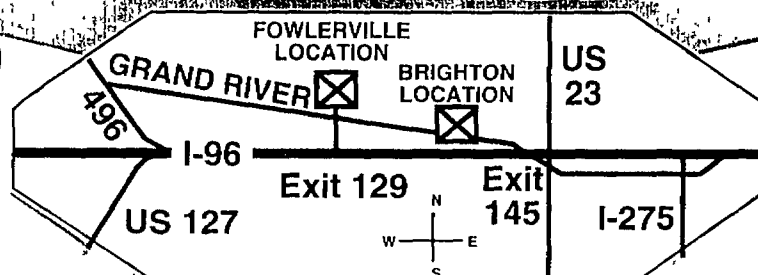 FOWLERVILLE
LOCATION
GRAND RIVER
BRIGHTON
LOCATION
US
23
496
I-96
Exit 129
Exit
145
US 127
I-275
N
W
E
S